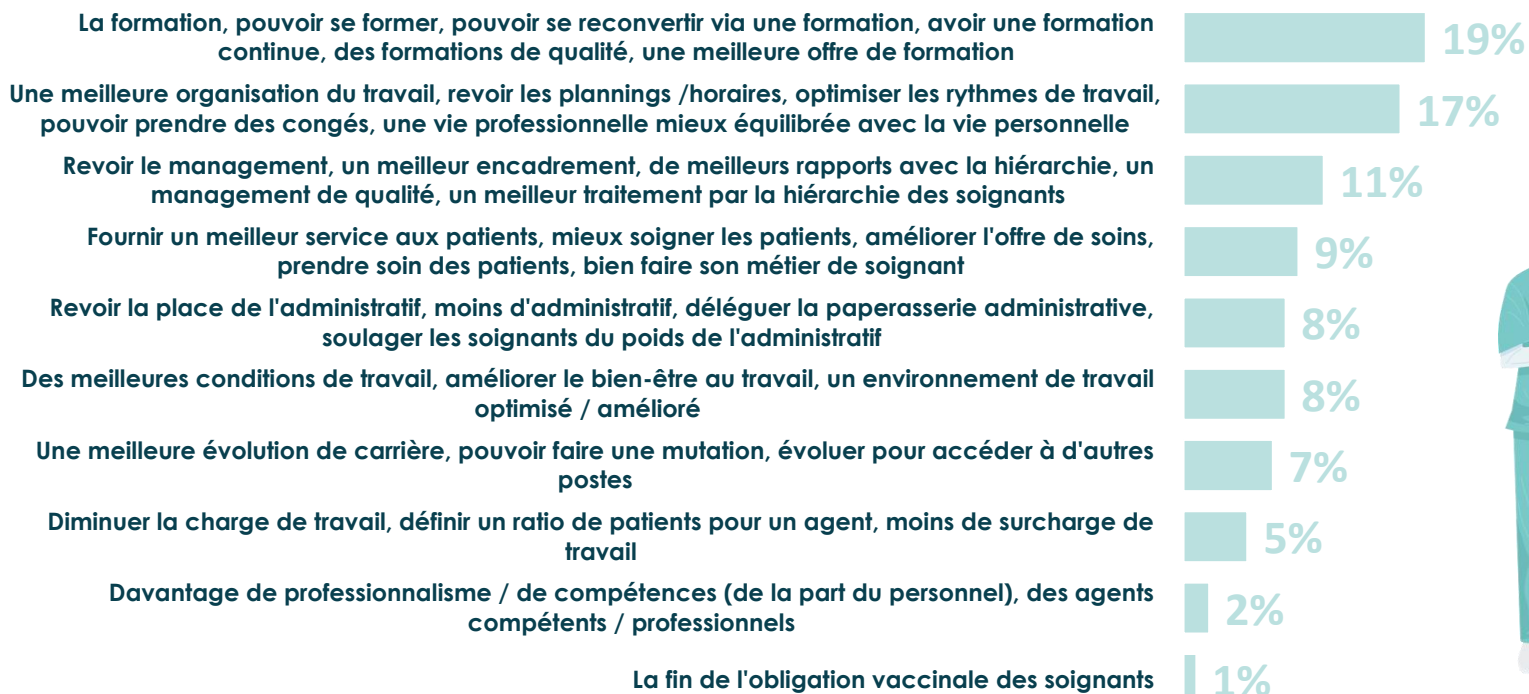 La formation, pouvoir se former, pouvoir se reconvertir via une formation, avoir une formation
continue, des formations de qualité, une meilleure offre de formation
19%
Une meilleure organisation du travail, revoir les plannings /horaires, optimiser les rythmes de travail,
pouvoir prendre des congés, une vie professionnelle mieux équilibrée avec la vie personnelle
17%
Revoir le management, un meilleur encadrement, de meilleurs rapports avec la hiérarchie, un
management de qualité, un meilleur traitement par la hiérarchie des soignants
11%
Fournir un meilleur service aux patients, mieux soigner les patients, améliorer l'offre de soins,
prendre soin des patients, bien faire son métier de soignant
9%
Revoir la place de l'administratif, moins d'administratif, déléguer la paperasserie administrative,
soulager les soignants du poids de l'administratif
8%
Des meilleures conditions de travail, améliorer le bien-être au travail, un environnement de travail
optimisé / amélioré
8%
Une meilleure évolution de carrière, pouvoir faire une mutation, évoluer pour accéder à d'autres
postes
7%
Diminuer la charge de travail, définir un ratio de patients pour un agent, moins de surcharge de
travail
5%
Davantage de professionnalisme / de compétences (de la part du personnel), des agents
compétents / professionnels
2%
La fin de l'obligation vaccinale des soignants
1%